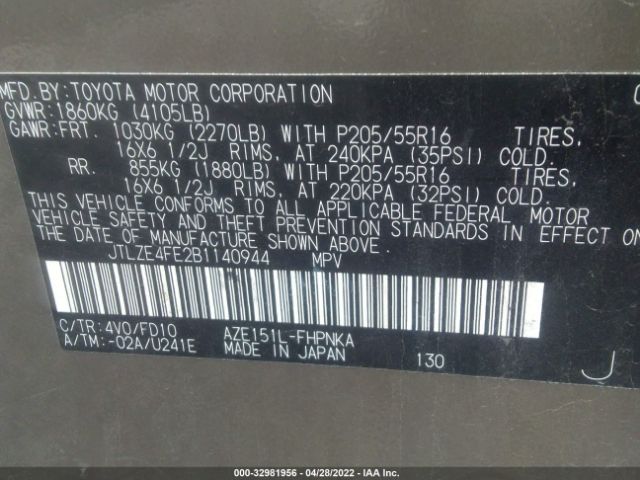 MFD.BY:TOYOTA MOTOR CORPORATION
GVWR:1860KG (4105LB)
GAWR:FRT. 1030KG (2270LB) WITH P205/55R16 TIRES,
16X6 1/2J RIMS, AT 240KPA (35PSI) COLD.
RR. 855KG (1880LB) WITH P205/55R16 TIRES,
16X6 1/2J RIMS, AT 220KPA (32PSI) COLD.
THIS VEHICLE CONFORMS TO ALL APPLICABLE FEDERAL MOTOR
VEHICLE SAFETY AND THEFT PREVENTION STANDARDS IN EFFECT ON
THE DATE OF MANUFACTURE SHOWN ABOVE.
JTLZE4FE2B1140944 MPV
C/TR:4V0/FD10 AZE151L-FHPNKA
A/TM:-02A/U241E MADE IN JAPAN 130 J
000-32981956 - 04/28/2022 - IAA Inc.